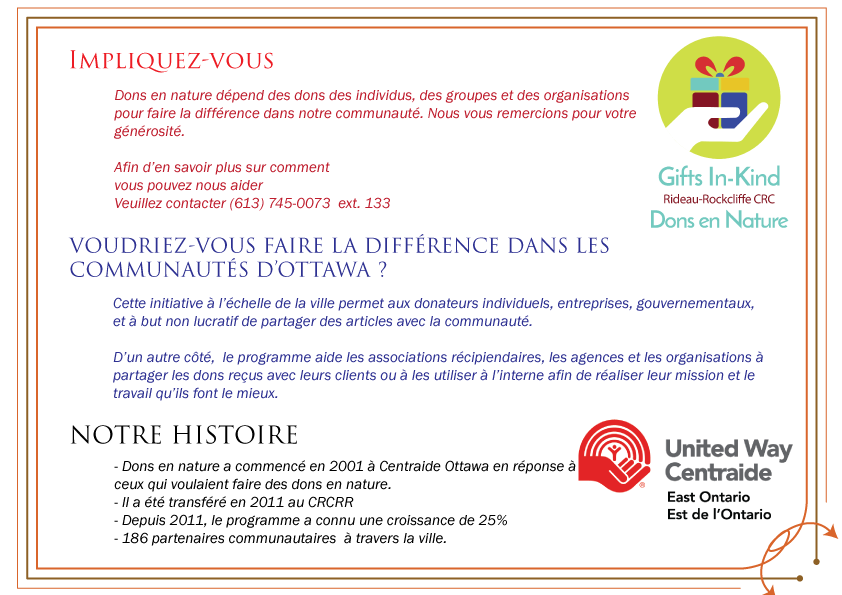 IMPLIQUEZ-VOUS
Dons en nature dépend des dons des individus, des groupes et des organisations
pour faire la différence dans notre communauté. Nous vous remercions pour votre
générosité.
Afin d'en savoir plus sur comment
vous pouvez nous aider
Veuillez contacter (613) 745-0073 ext. 133
Gifts In-Kind
Rideau-Rockcliffe CRC
Dons en Nature
VOUDRIEZ-VOUS FAIRE LA DIFFÉRENCE DANS LES
COMMUNAUTÉS D'OTTAWA ?
Cette initiative à l'échelle de la ville permet aux donateurs individuels, entreprises, gouvernementaux,
et à but non lucratif de partager des articles avec la communauté.
D'un autre côté, le programme aide les associations récipiendaires, les agences et les organisations à
partager les dons reçus avec leurs clients ou à les utiliser à l'interne afin de réaliser leur mission et le
travail qu'ils font le mieux.
NOTRE HISTOIRE
- Dons en nature a commencé en 2001 à Centraide Ottawa en réponse à
ceux qui voulaient faire des dons en nature.
- Il a été transféré en 2011 au CRCRR
- Depuis 2011, le programme a connu une croissance de 25%
- 186 partenaires communautaires à travers la ville.
®
United Way
Centraide
East Ontario
Est de l'Ontario